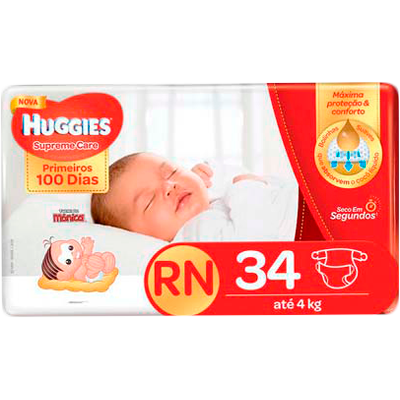 NOVA
HUGGIES
Supreme Care
Primeiros
100 Dias
Turma da
Mônica
Máxima
proteção &
conforto
Seco Em
Segundos
RN
34
até 4 kg